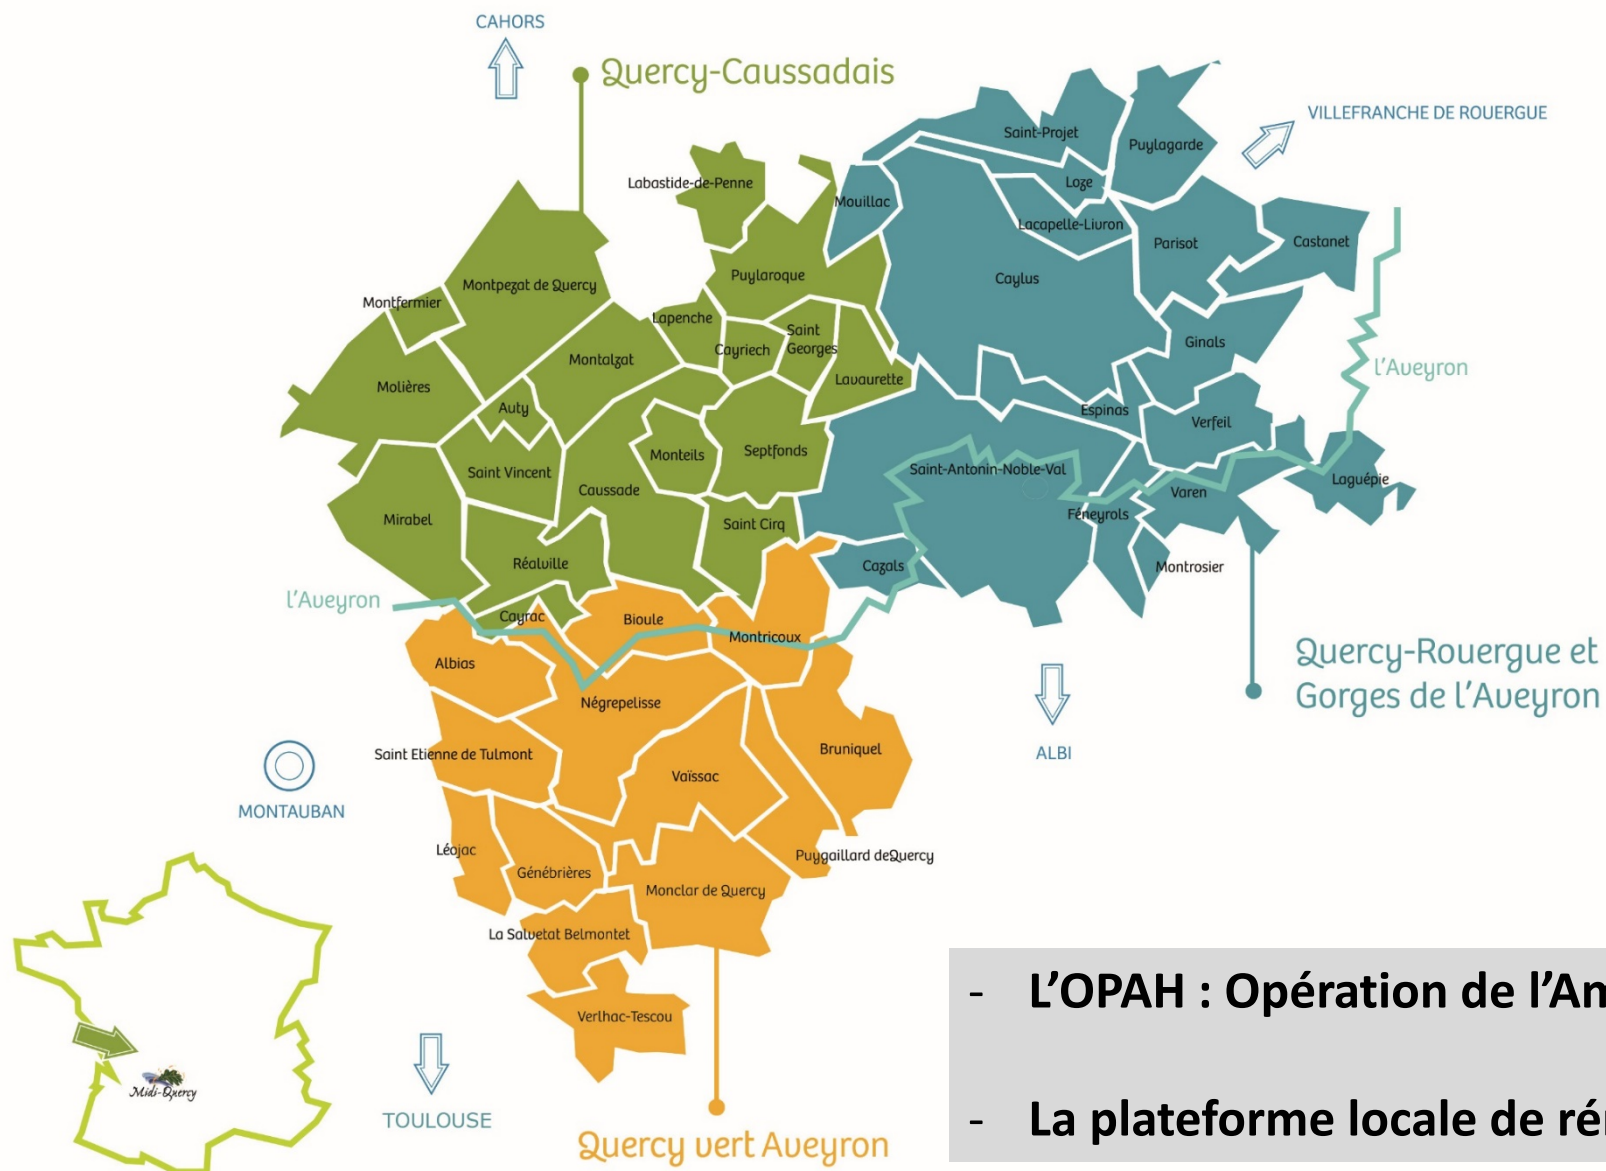 CAHORS
Quercy-Caussadais
VILLEFRANCHE DE ROUERGUE
Saint-Projet
Puylagarde
Labastide-de-Penne
Loze
Mouillac
Lacapelle-Livron
Parisot
Castanet
Caylus
Puylaroque
Montpezat de Quercy
Montfermier
Lapenche
Saint
Georges
Cayriech
Ginals
Montalzat
l'Aveyron
Lavaurette
Molières
Auty
Espinas
Verfeil
Monteils
Septfonds
Saint Vincent
Saint-Antonin-Noble-Val
Laguépie
Caussade
Varen
Mirabel
Saint Cirq
Féneyrols
Réalville
Cazals
Montrosier
l'Aveyron
Cayrac
Bioule
Montricoux
Albias
Quercy-Rouergue et
Gorges de l'Aveyron
Négrepelisse
Saint Etienne de Tulmont
Bruniquel
ALBI
Vaïssac
MONTAUBAN
Léojac
Puygaillard deQuercy
Génébrières
Monclar de Quercy
La Salvetat Belmontet
Verlhac-Tescou
Midi-Quercy
TOULOUSE
Quercy vert Aveyron
- L’OPAH : Opération de l’Am
- La plateforme locale de ré